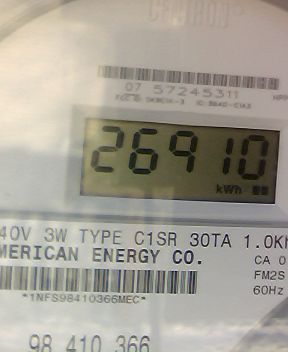 07 57245311
26910
kWh
40V 3W TYPE C1SR 30TA 1.0Kh
MERICAN ENERGY CO.
CA 0
FM2S
60Hz
*1NFS98410366MEC*
98 410 366